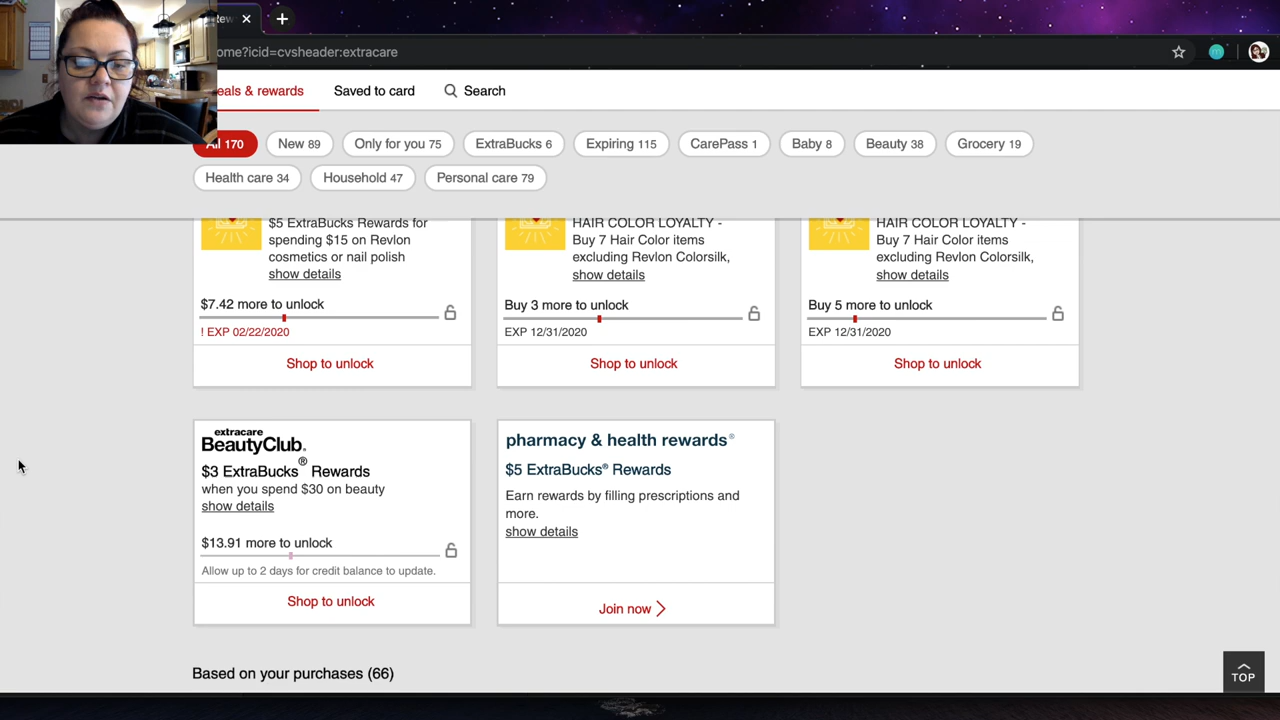 ome?icid=cvsheader:extracare
eals & rewards
Saved to card
Search
All 170
New 89
Only for you 75
ExtraBucks 6
Expiring 115
CarePass 1
Baby 8
Beauty 38
Grocery 19
Health care 34
Household 47
Personal care 79
$5 ExtraBucks Rewards for
spending $15 on Revlon
cosmetics or nail polish
show details
$7.42 more to unlock
! EXP 02/22/2020
Shop to unlock
HAIR COLOR LOYALTY -
Buy 7 Hair Color items
excluding Revlon Colorsilk,
show details
Buy 3 more to unlock
EXP 12/31/2020
Shop to unlock
HAIR COLOR LOYALTY -
Buy 7 Hair Color items
excluding Revlon Colorsilk,
show details
Buy 5 more to unlock
EXP 12/31/2020
Shop to unlock
extracare
BeautyClub.
$3 ExtraBucks® Rewards
when you spend $30 on beauty
show details
$13.91 more to unlock
Allow up to 2 days for credit balance to update.
Shop to unlock
pharmacy & health rewards®
$5 ExtraBucks® Rewards
Earn rewards by filling prescriptions and
more.
show details
Join now
Based on your purchases (66)
TOP